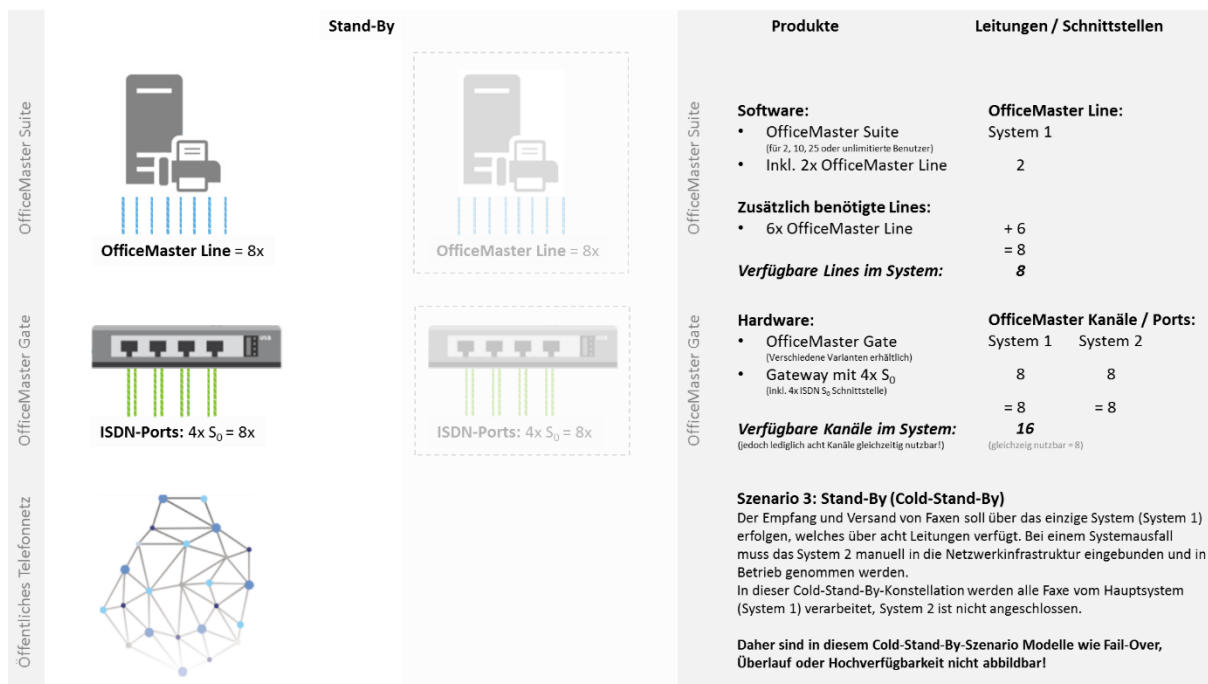 Stand-By
Produkte
Leitungen / Schnittstellen
OfficeMaster Suite
OfficeMaster Line = 8x
OfficeMaster Line = 8x
OfficeMaster Suite
Software:
OfficeMaster Line:
• OfficeMaster Suite
System 1
(für 2, 10, 25 oder unlimitierte Benutzer)
• Inkl. 2x OfficeMaster Line
2
Zusätzlich benötigte Lines:
• 6x OfficeMaster Line
+ 6
= 8
Verfügbare Lines im System:
8
OfficeMaster Gate
ISDN-Ports: 4x S0 = 8x
ISDN-Ports: 4x S0 = 8x
OfficeMaster Gate
Hardware:
OfficeMaster Kanäle / Ports:
• OfficeMaster Gate
System 1 System 2
(Verschiedene Varianten erhältlich)
• Gateway mit 4x S0
8 8
(inkl. 4x ISDN S0 Schnittstelle)
= 8 = 8
Verfügbare Kanäle im System:
16
(jedoch lediglich acht Kanäle gleichzeitig nutzbar!)
(gleichzeig nutzbar = 8)
Öffentliches Telefonnetz
Szenario 3: Stand-By (Cold-Stand-By)
Der Empfang und Versand von Faxen soll über das einzige System (System 1)
erfolgen, welches über acht Leitungen verfügt. Bei einem Systemausfall
muss das System 2 manuell in die Netzwerkinfrastruktur eingebunden und in
Betrieb genommen werden.
In dieser Cold-Stand-By-Konstellation werden alle Faxe vom Hauptsystem
(System 1) verarbeitet, System 2 ist nicht angeschlossen.
Daher sind in diesem Cold-Stand-By-Szenario Modelle wie Fail-Over,
Überlauf oder Hochverfügbarkeit nicht abbildbar!